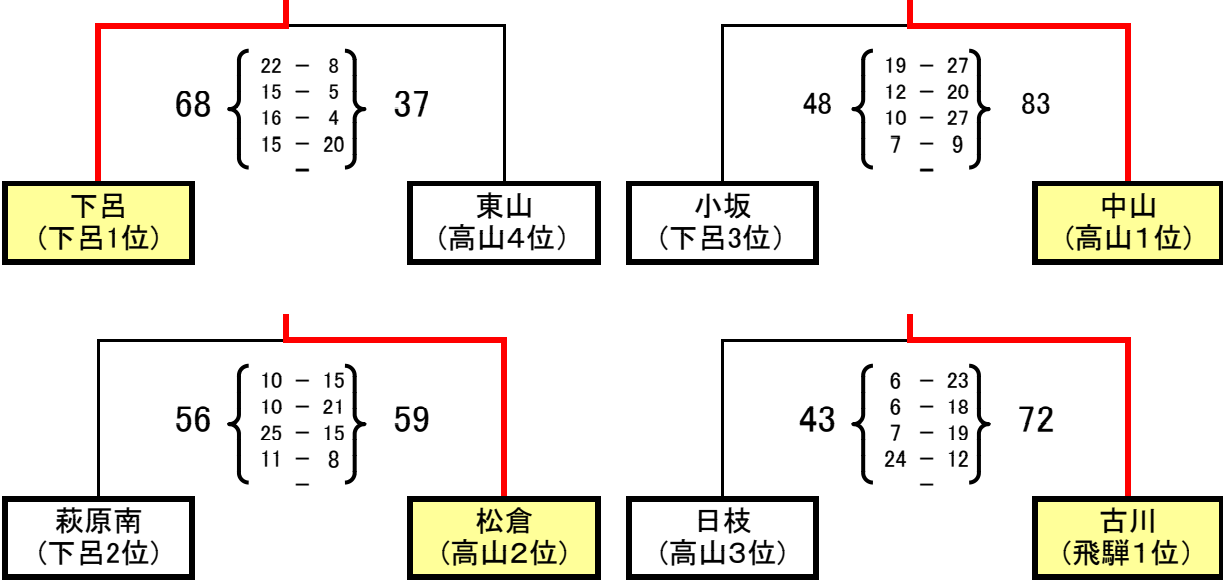 22 － 8
15 － 5
68 16 － 4 37
15 － 20
－
下呂
(下呂1位)
東山
(高山４位)
19 － 27
12 － 20
48 10 － 27 83
7 － 9
－
小坂
(下呂3位)
中山
(高山１位)
10 － 15
10 － 21
56 25 － 15 59
11 － 8
－
萩原南
(下呂2位)
松倉
(高山２位)
6 － 23
6 － 18
43 7 － 19 72
24 － 12
－
日枝
(高山３位)
古川
(飛騨１位)